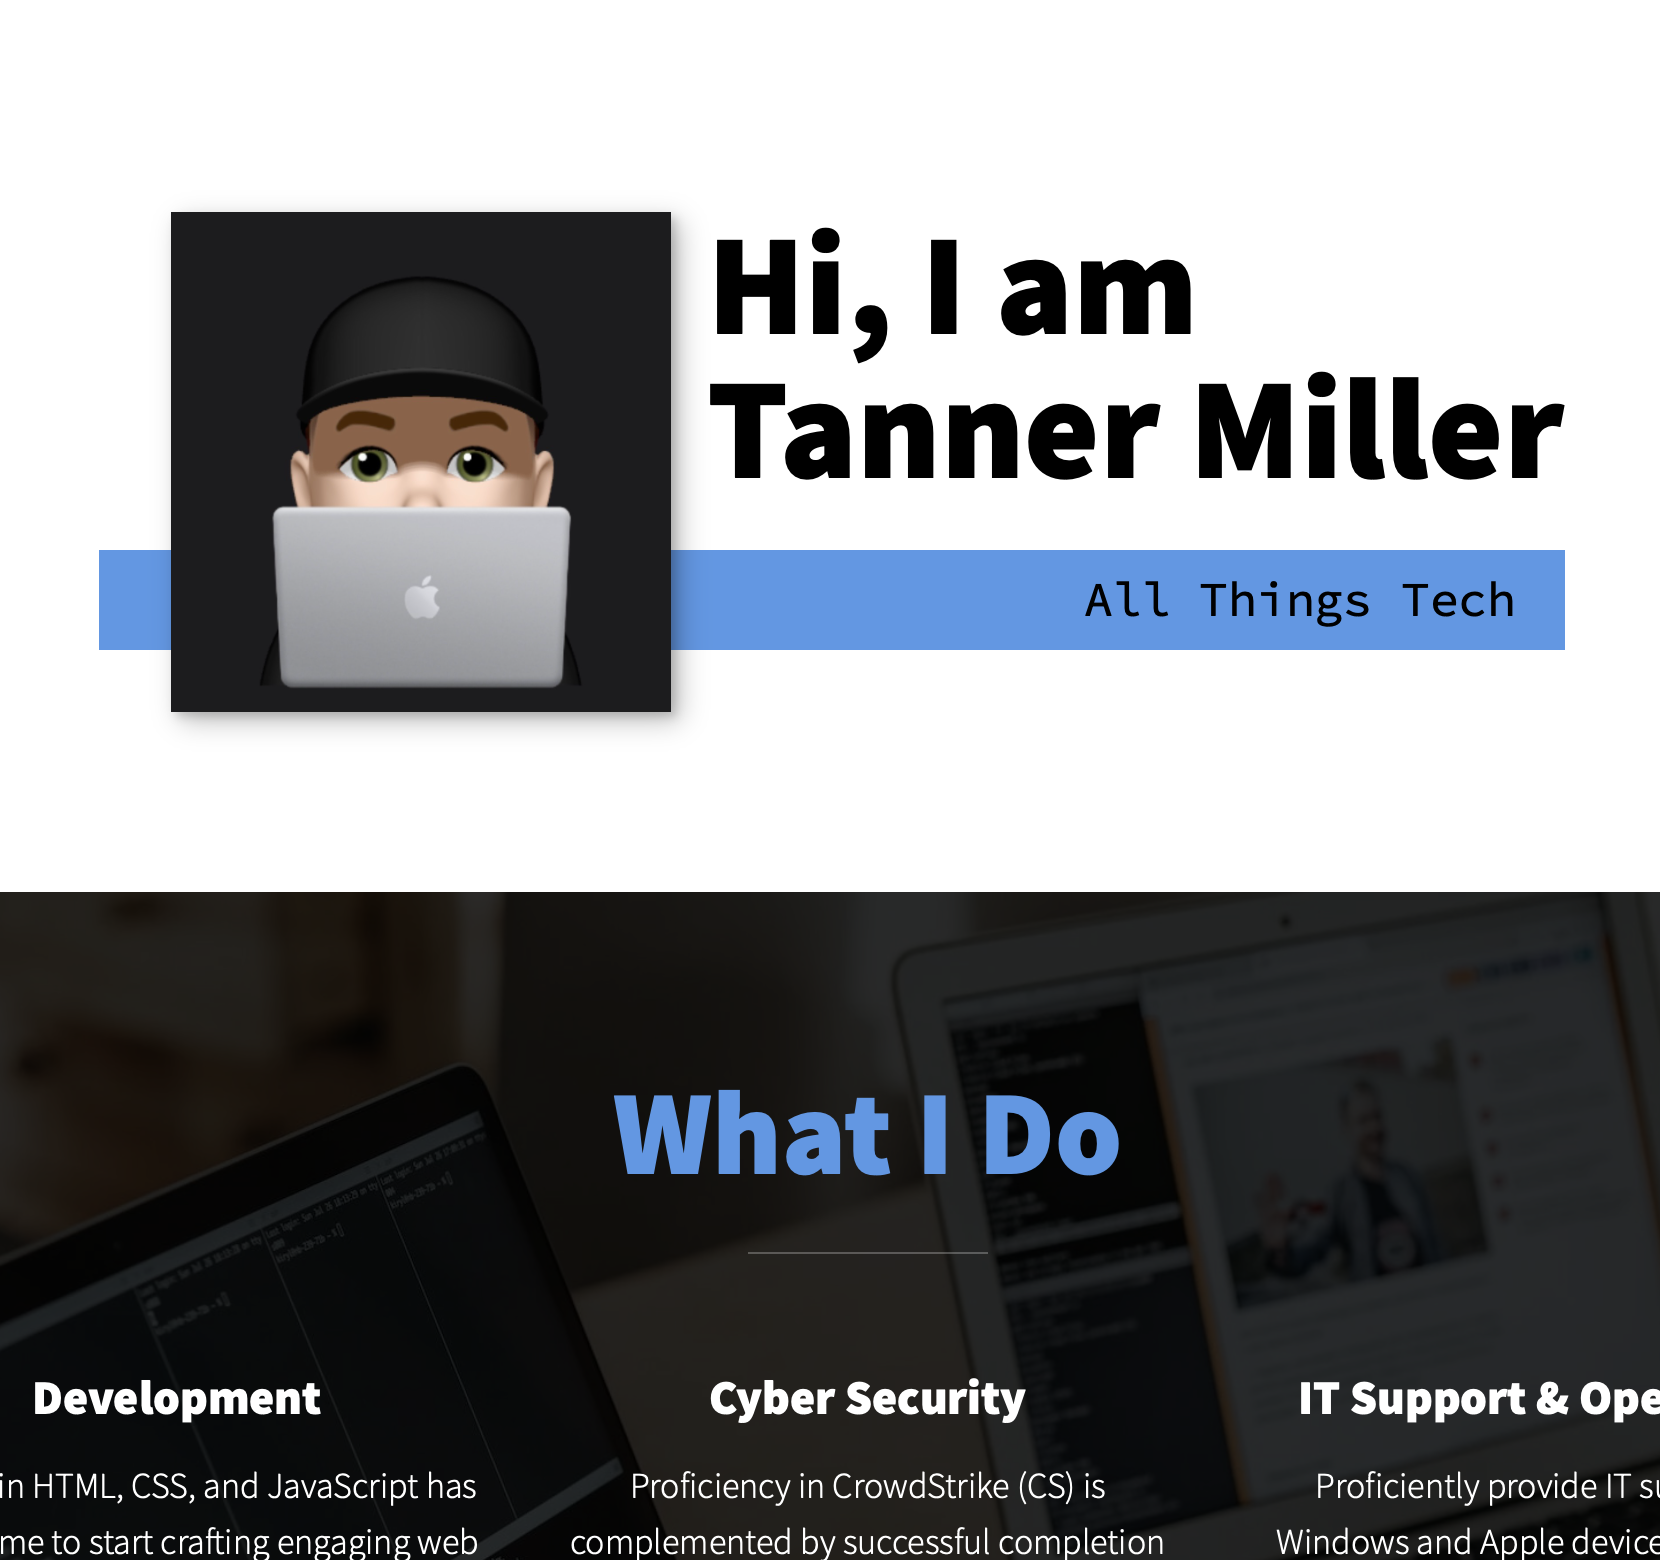 Hi, I am
Tanner Miller
All Things Tech
What I Do
Development
in HTML, CSS, and JavaScript has
me to start crafting engaging web
Cyber Security
Proficiency in CrowdStrike (CS) is
complemented by successful completion
IT Support & Ope
Proficiently provide IT su
Windows and Apple device